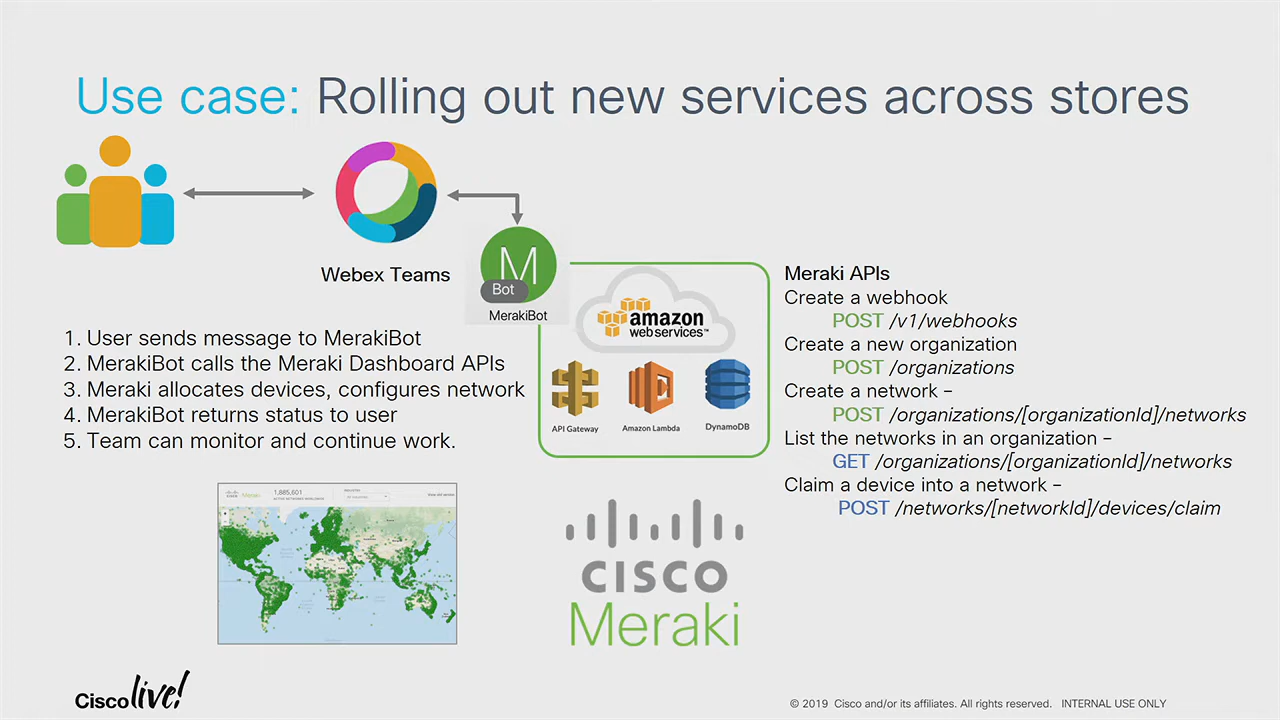 Use case: Rolling out new services across stores
Webex Teams
M
Bot
MerakiBot
1. User sends message to MerakiBot
2. MerakiBot calls the Meraki Dashboard APIs
3. Meraki allocates devices, configures network
4. MerakiBot returns status to user
5. Team can monitor and continue work.
amazon
web services™
API Gateway
Amazon Lambda
DynamoDB
Meraki APIs
Create a webhook
POST /v1/webhooks
Create a new organization
POST /organizations
Create a network –
POST /organizations/[organizationId]/networks
List the networks in an organization –
GET /organizations/[organizationId]/networks
Claim a device into a network –
POST /networks/[networkId]/devices/claim
Meraki
1,885,601
ACTIVE NETWORKS WORLDWIDE
CISCO
Meraki
Cisco live!
© 2019 Cisco and/or its affiliates. All rights reserved. INTERNAL USE ONLY